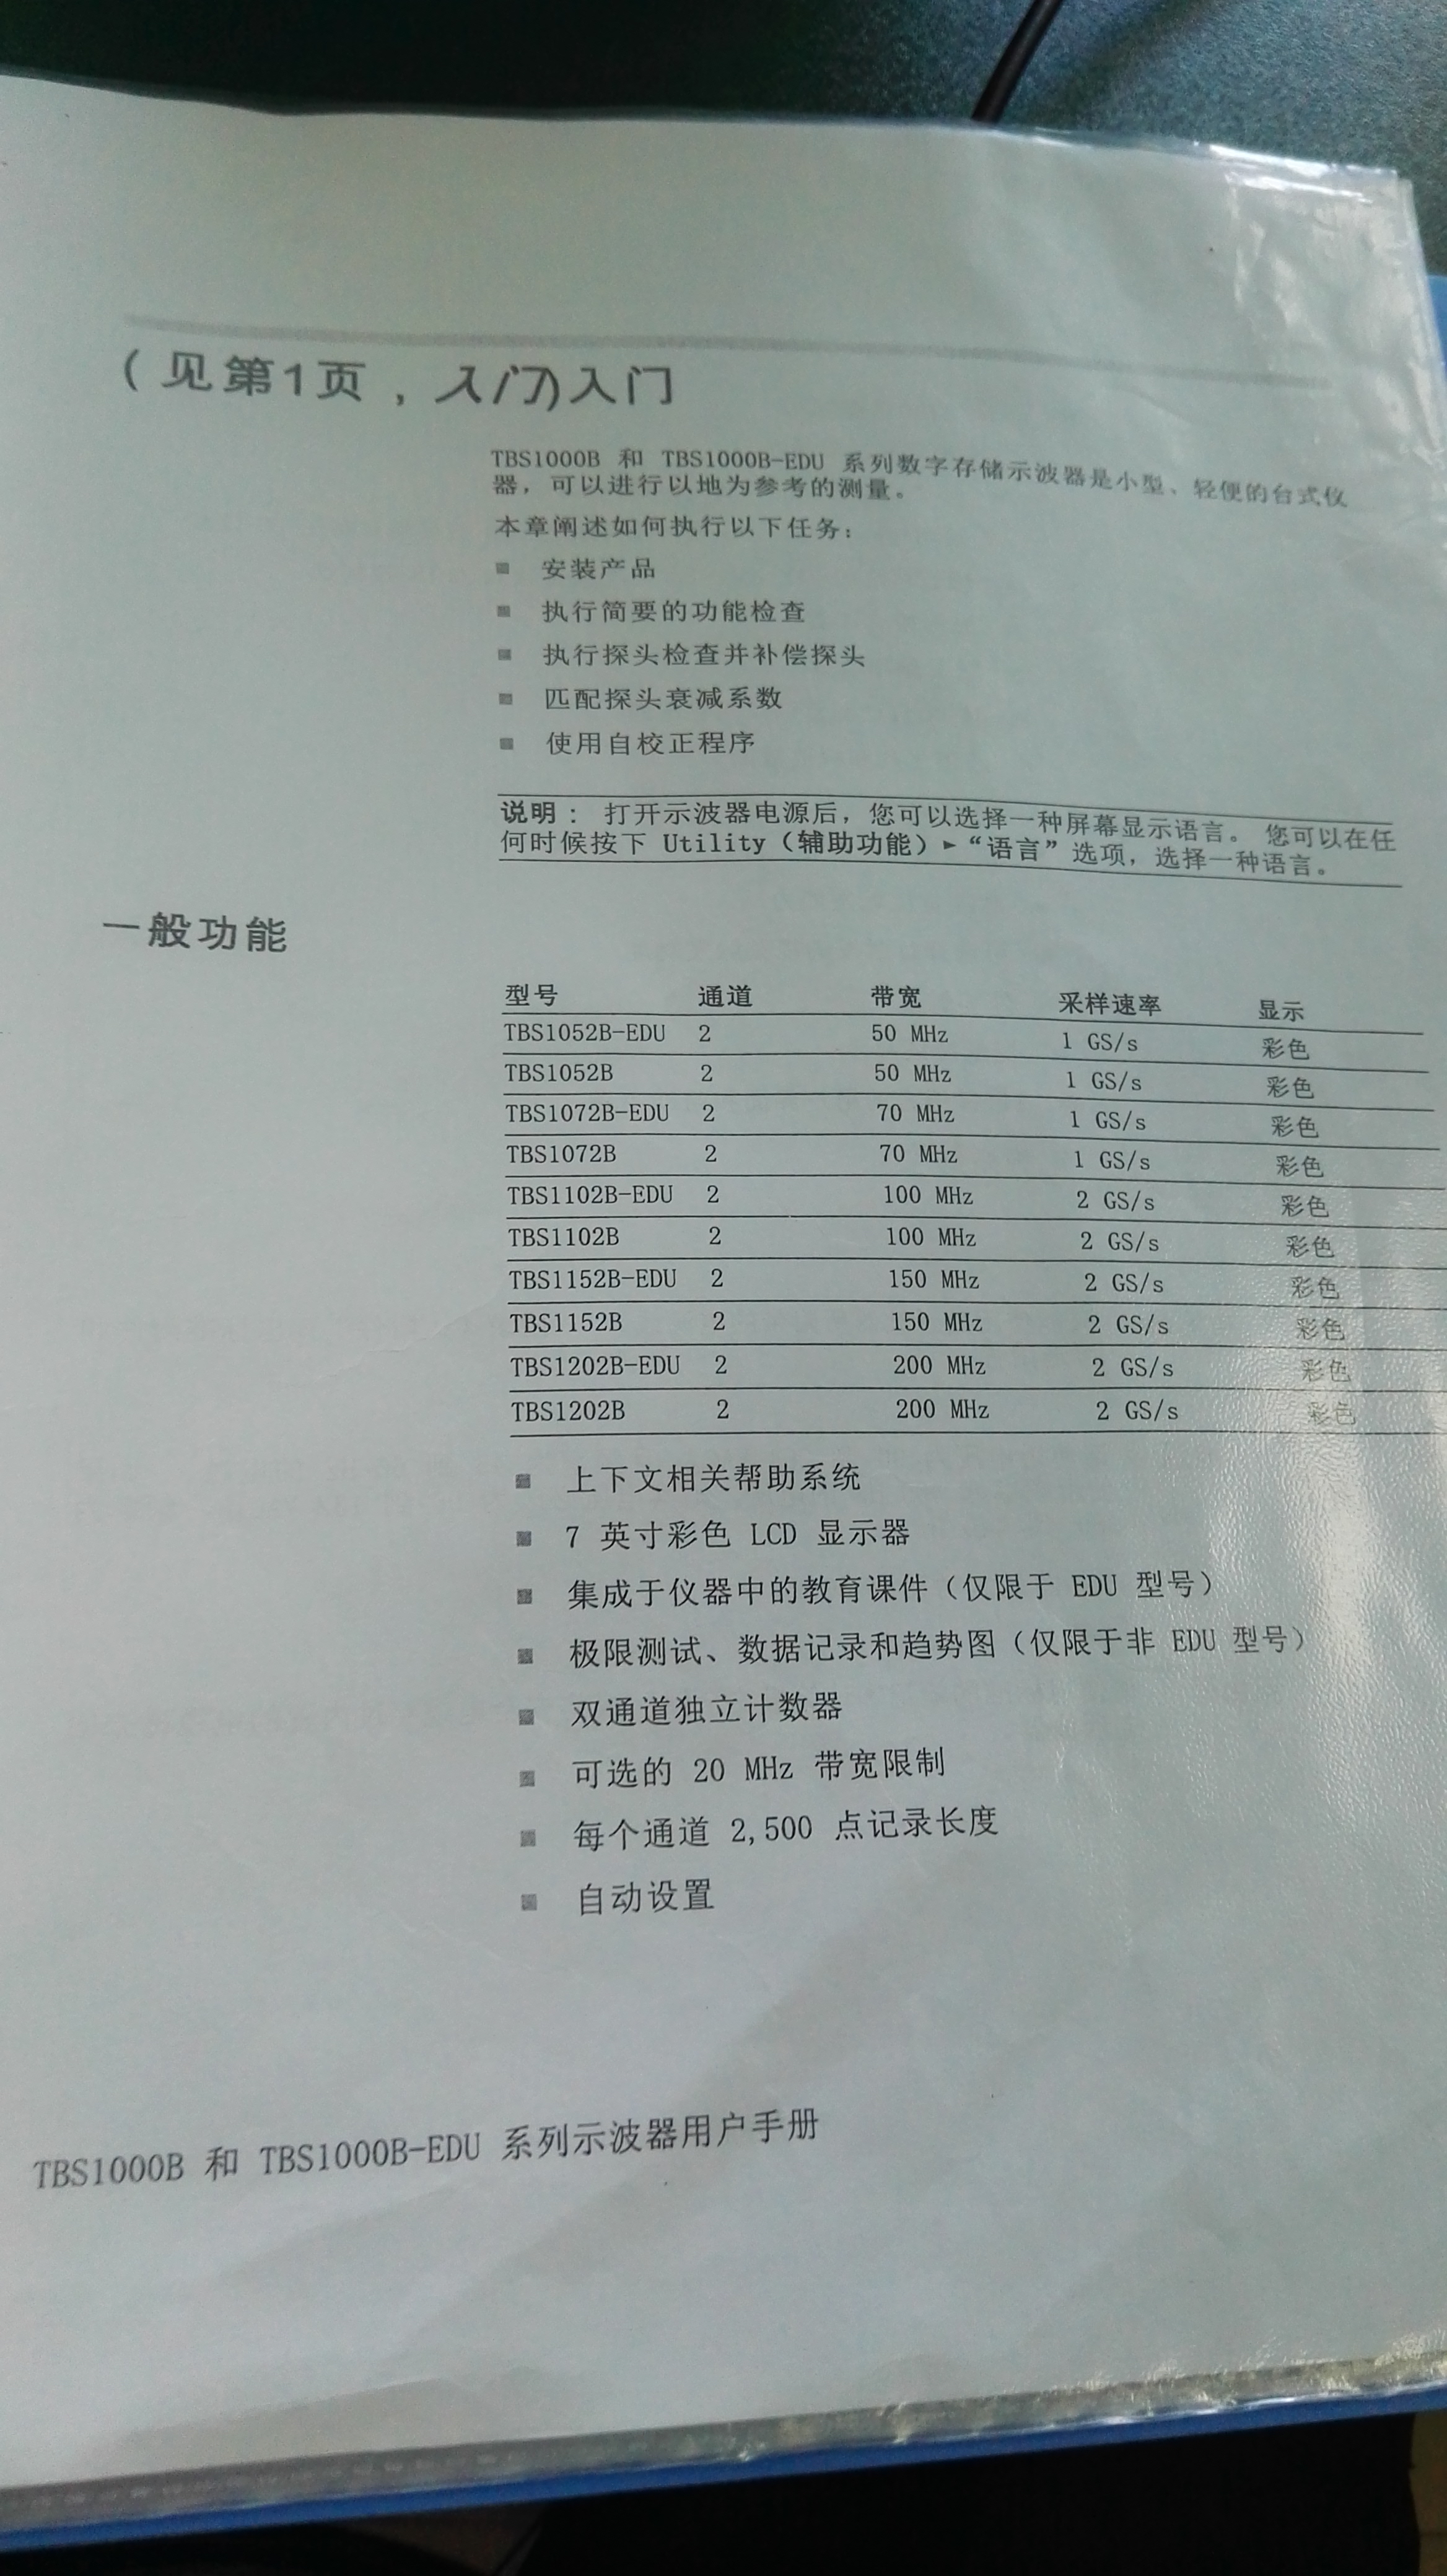 (见第1页，入门)入门
TBS1000B 和 TBS1000B-EDU 系列数字存储示波器是小型、轻便的台式仪
器，可以进行以地为参考的测量。
本章阐述如何执行以下任务：
■ 安装产品
■ 执行简要的功能检查
■ 执行探头检查并补偿探头
■ 匹配探头衰减系数
■ 使用自校正程序
说明： 打开示波器电源后，您可以选择一种屏幕显示语言。 您可以在任
何时候按下 Utility（辅助功能）►“语言”选项，选择一种语言。
一般功能
型号 通道 带宽 采样速率 显示
TBS1052B-EDU 2 50 MHz 1 GS/s 彩色
TBS1052B 2 50 MHz 1 GS/s 彩色
TBS1072B-EDU 2 70 MHz 1 GS/s 彩色
TBS1072B 2 70 MHz 1 GS/s 彩色
TBS1102B-EDU 2 100 MHz 2 GS/s 彩色
TBS1102B 2 100 MHz 2 GS/s 彩色
TBS1152B-EDU 2 150 MHz 2 GS/s 彩色
TBS1152B 2 150 MHz 2 GS/s 彩色
TBS1202B-EDU 2 200 MHz 2 GS/s 彩色
TBS1202B 2 200 MHz 2 GS/s 彩色
■ 上下文相关帮助系统
■ 7 英寸彩色 LCD 显示器
■ 集成于仪器中的教育课件（仅限于 EDU 型号）
■ 极限测试、数据记录和趋势图（仅限于非 EDU 型号）
■ 双通道独立计数器
■ 可选的 20 MHz 带宽限制
■ 每个通道 2,500 点记录长度
■ 自动设置
TBS1000B 和 TBS1000B-EDU 系列示波器用户手册